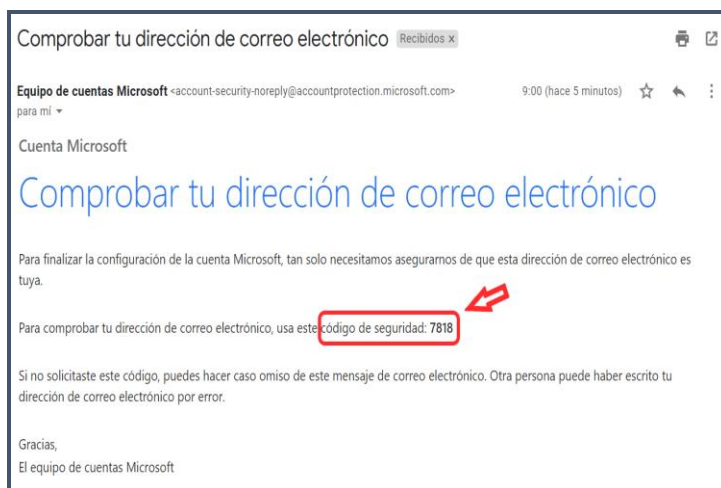 Comprobar tu dirección de correo electrónico Recibidos x
Equipo de cuentas Microsoft <account-security-noreply@accountprotection.microsoft.com> 9:00 (hace 5 minutos)
para mí
Cuenta Microsoft
Comprobar tu dirección de correo electrónico
Para finalizar la configuración de la cuenta Microsoft, tan solo necesitamos asegurarnos de que esta dirección de correo electrónico es
tuya.
Para comprobar tu dirección de correo electrónico, usa este código de seguridad: 7818
Si no solicitaste este código, puedes hacer caso omiso de este mensaje de correo electrónico. Otra persona puede haber escrito tu
dirección de correo electrónico por error.
Gracias,
El equipo de cuentas Microsoft